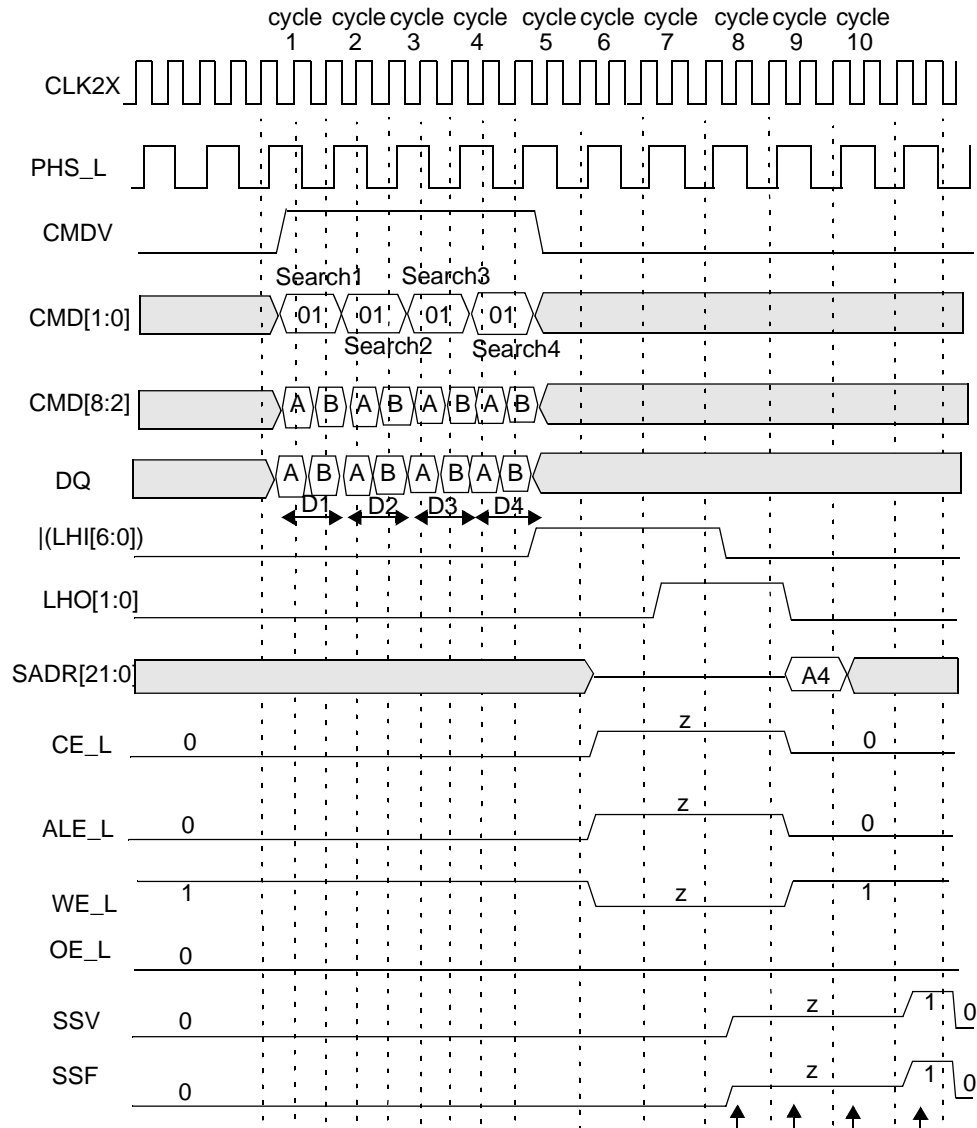 cycle cycle cycle cycle cycle cycle cycle cycle cycle cycle
1 2 3 4 5 6 7 8 9 10
CLK2X
PHS_L
CMDV
Search1 Search3
CMD[1:0] 01 01 01 01
Search2 Search4
CMD[8:2] A B A B A B A B
DQ A B A B A B A B
D1 D2 D3 D4
|(LHI[6:0])
LHO[1:0]
SADR[21:0] A4
CE_L 0 z 0
ALE_L 0 z 0
WE_L 1 z 1
OE_L 0
SSV 0 z 1 0
SSF 0 z 1 0